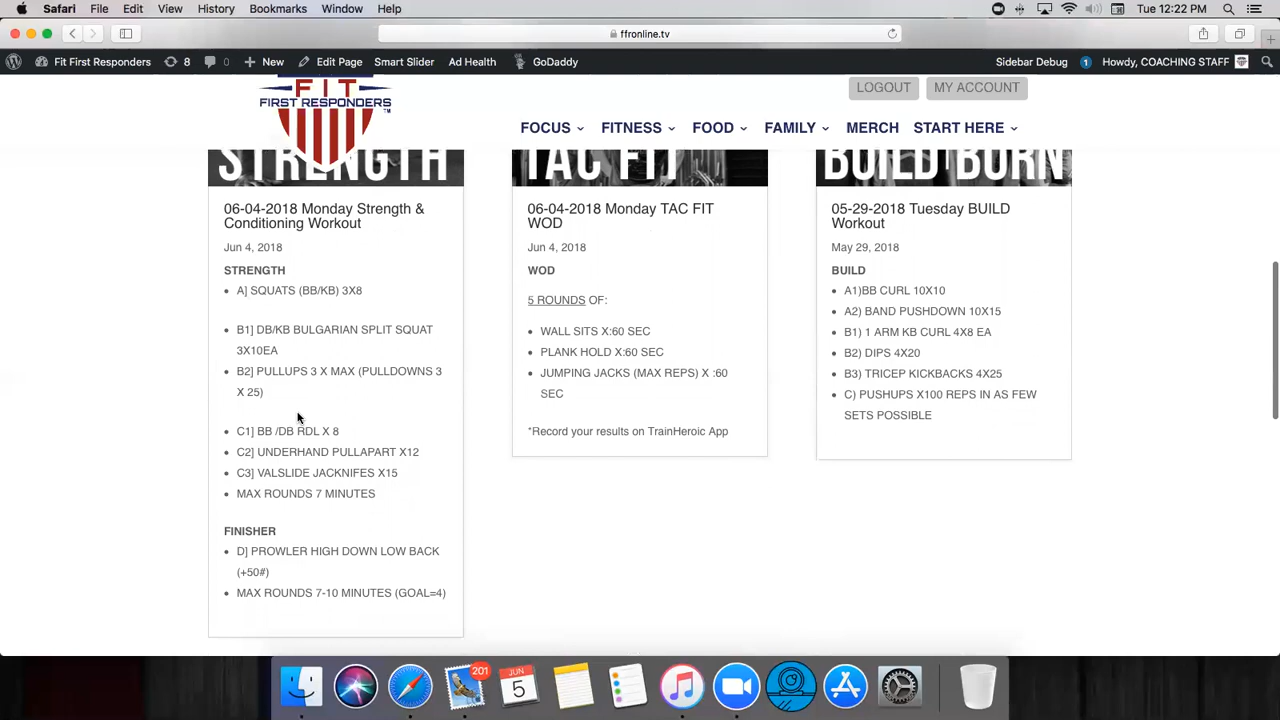 Safari File Edit View History Bookmarks Window Help
Tue 12:22 PM
ffronline.tv
Fit First Responders 8 0 New Edit Page Smart Slider Ad Health GoDaddy
Sidebar Debug 1 Howdy, COACHING STAFF
FIT
FIRST RESPONDERS
TM
LOGOUT MY ACCOUNT
FOCUS FITNESS FOOD FAMILY MERCH START HERE
STRENGTH
06-04-2018 Monday Strength &
Conditioning Workout
Jun 4, 2018
STRENGTH
A] SQUATS (BB/KB) 3X8
B1] DB/KB BULGARIAN SPLIT SQUAT
3X10EA
B2] PULLUPS 3 X MAX (PULLDOWNS 3
X 25)
C1] BB /DB RDL X 8
C2] UNDERHAND PULLAPART X12
C3] VALSLIDE JACKNIFES X15
MAX ROUNDS 7 MINUTES
FINISHER
D] PROWLER HIGH DOWN LOW BACK
(+50#)
MAX ROUNDS 7-10 MINUTES (GOAL=4)
TAC FIT
06-04-2018 Monday TAC FIT
WOD
Jun 4, 2018
WOD
5 ROUNDS OF:
WALL SITS X:60 SEC
PLANK HOLD X:60 SEC
JUMPING JACKS (MAX REPS) X :60
SEC
*Record your results on TrainHeroic App
BUILD BURN
05-29-2018 Tuesday BUILD
Workout
May 29, 2018
BUILD
A1)BB CURL 10X10
A2) BAND PUSHDOWN 10X15
B1) 1 ARM KB CURL 4X8 EA
B2) DIPS 4X20
B3) TRICEP KICKBACKS 4X25
C) PUSHUPS X100 REPS IN AS FEW
SETS POSSIBLE
201
JUN
5